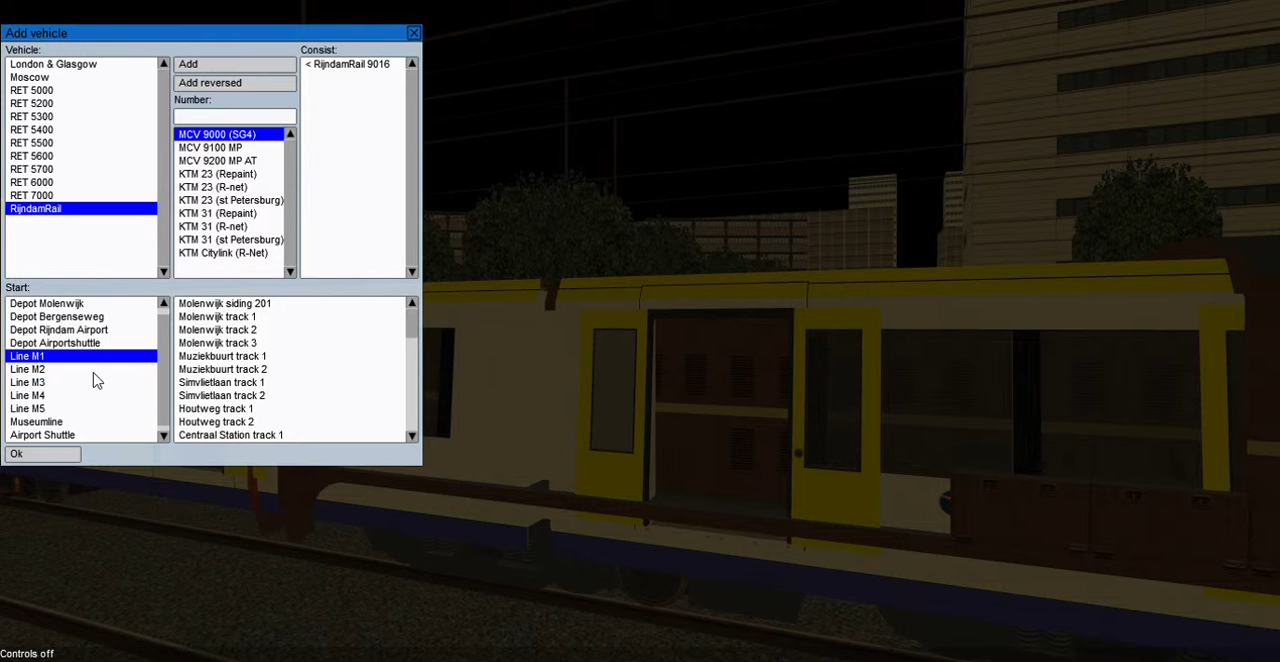 Add vehicle
Vehicle:
London & Glasgow
Moscow
RET 5000
RET 5200
RET 5300
RET 5400
RET 5500
RET 5600
RET 5700
RET 6000
RET 7000
RijndamRail
Add
Add reversed
Number:
MCV 9000 (SG4)
MCV 9100 MP
MCV 9200 MP AT
KTM 23 (Repaint)
KTM 23 (R-net)
KTM 23 (st Petersburg)
KTM 31 (Repaint)
KTM 31 (R-net)
KTM 31 (st Petersburg)
KTM Citylink (R-Net)
Consist:
< RijndamRail 9016
Start:
Depot Molenwijk
Depot Bergenseweg
Depot Rijndam Airport
Depot Airportshuttle
Line M1
Line M2
Line M3
Line M4
Line M5
Museumline
Airport Shuttle
Molenwijk siding 201
Molenwijk track 1
Molenwijk track 2
Molenwijk track 3
Muziekbuurt track 1
Muziekbuurt track 2
Simvlietlaan track 1
Simvlietlaan track 2
Houtweg track 1
Houtweg track 2
Centraal Station track 1
Ok
Controls off